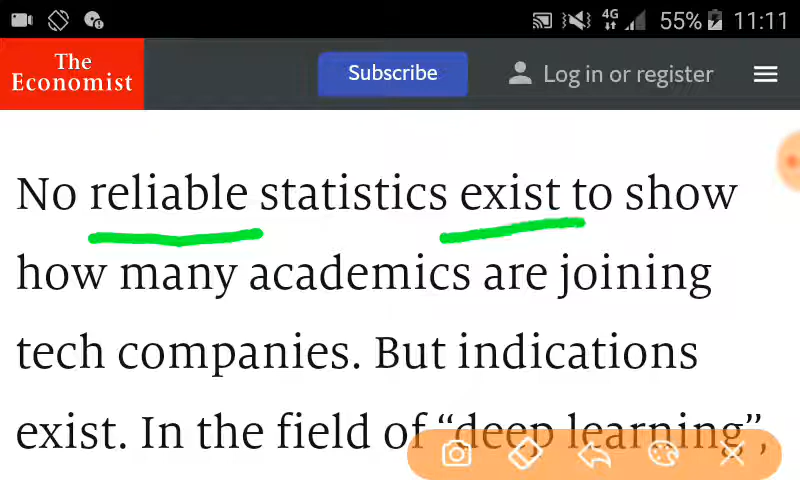 4G 55% 11:11
The
Economist
Subscribe
Log in or register
No reliable statistics exist to show
how many academics are joining
tech companies. But indications
exist. In the field of “deep learning”,